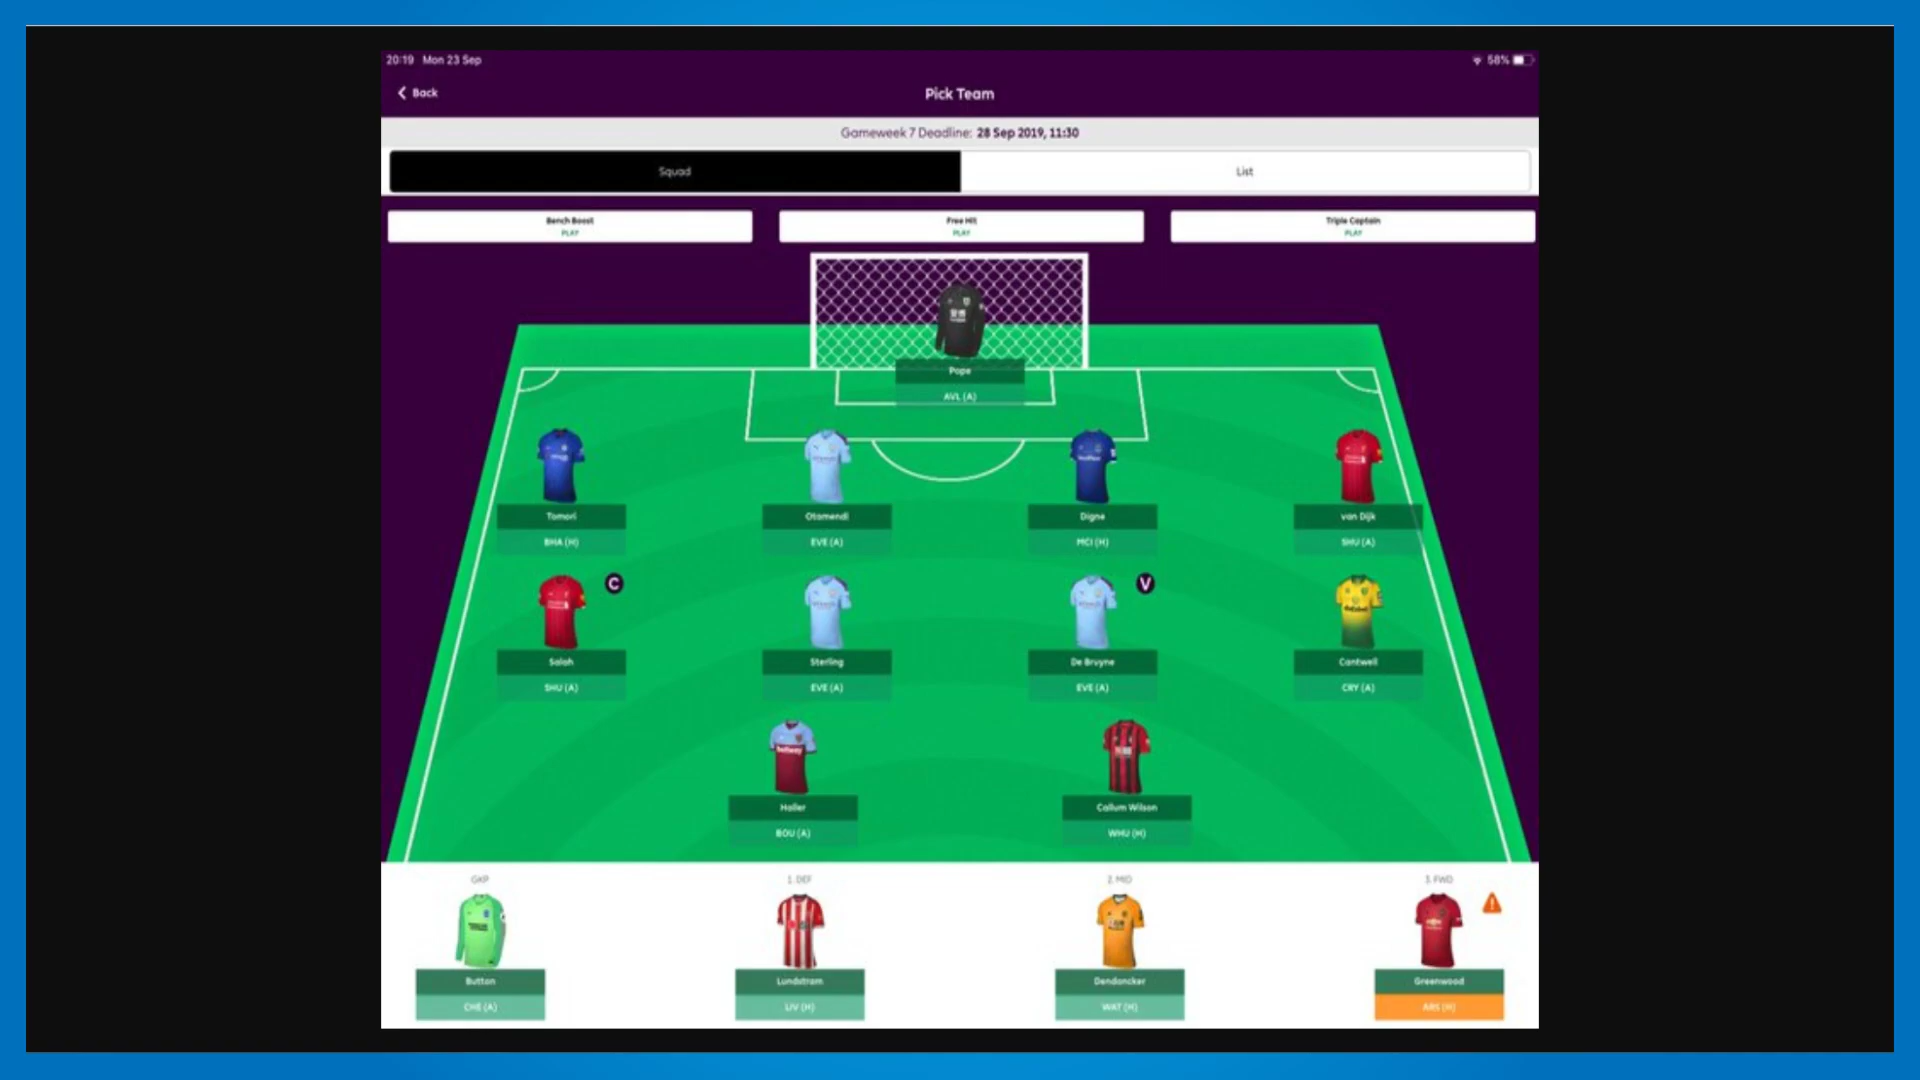 20:19 Mon 23 Sep
58%
Back
Pick Team
Gameweek 7 Deadline: 28 Sep 2019, 11:30
Squad
List
Bench Boost
PLAY
Free Hit
PLAY
Triple Captain
PLAY
Pope
AVL (A)
Tomori
BHA (H)
Otamendi
EVE (A)
Digne
MCI (H)
van Dijk
SHU (A)
C
Salah
SHU (A)
Sterling
EVE (A)
V
De Bruyne
EVE (A)
Cantwell
CRY (A)
betway
Haller
BOU (A)
Callum Wilson
WHU (H)
GKP
Button
CHE (A)
1. DEF
Lundstram
LIV (H)
2. MID
Dendoncker
WAT (H)
3. FWD
Greenwood
ARS (H)